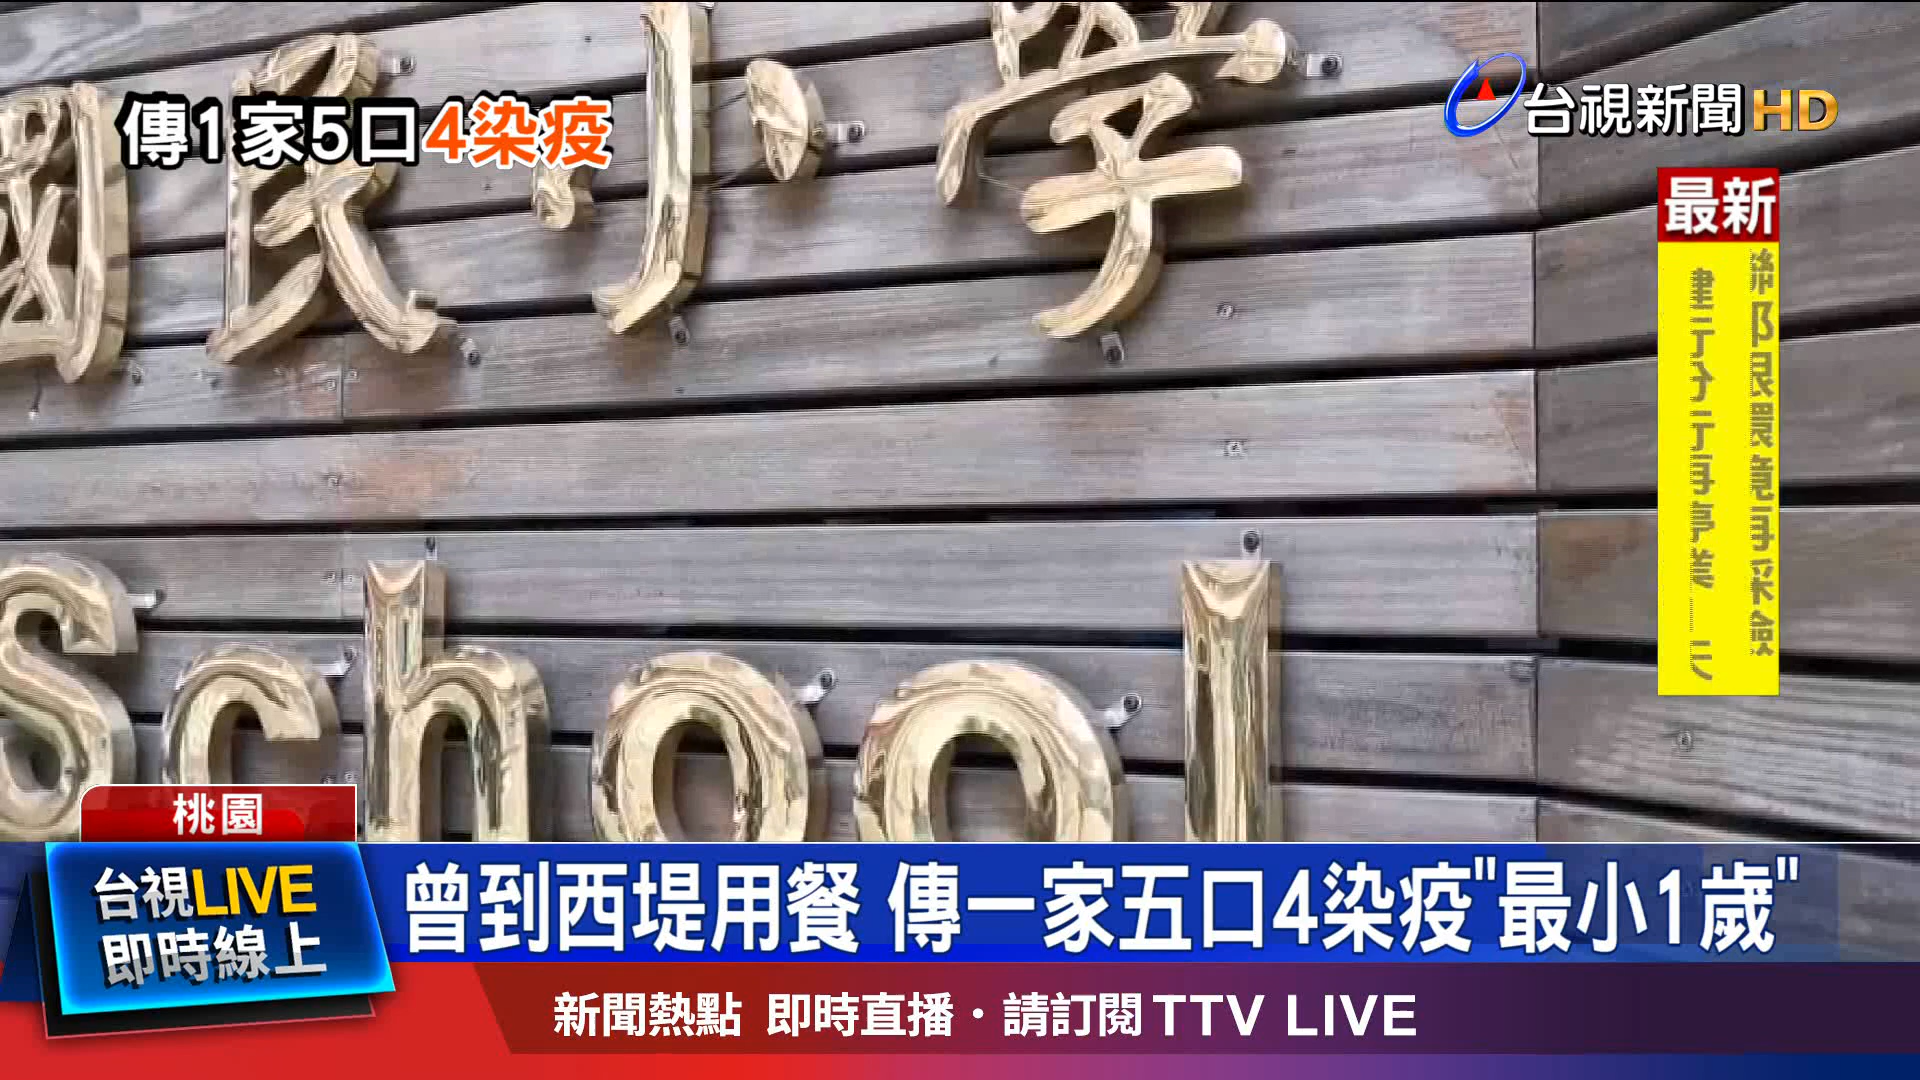 傳1家5口4染疫
台視新聞HD
最新
國民小學
School
桃園
台視LIVE
即時線上
曾到西堤用餐 傳一家五口4染疫"最小1歲"
新聞熱點 即時直播・請訂閱TTV LIVE